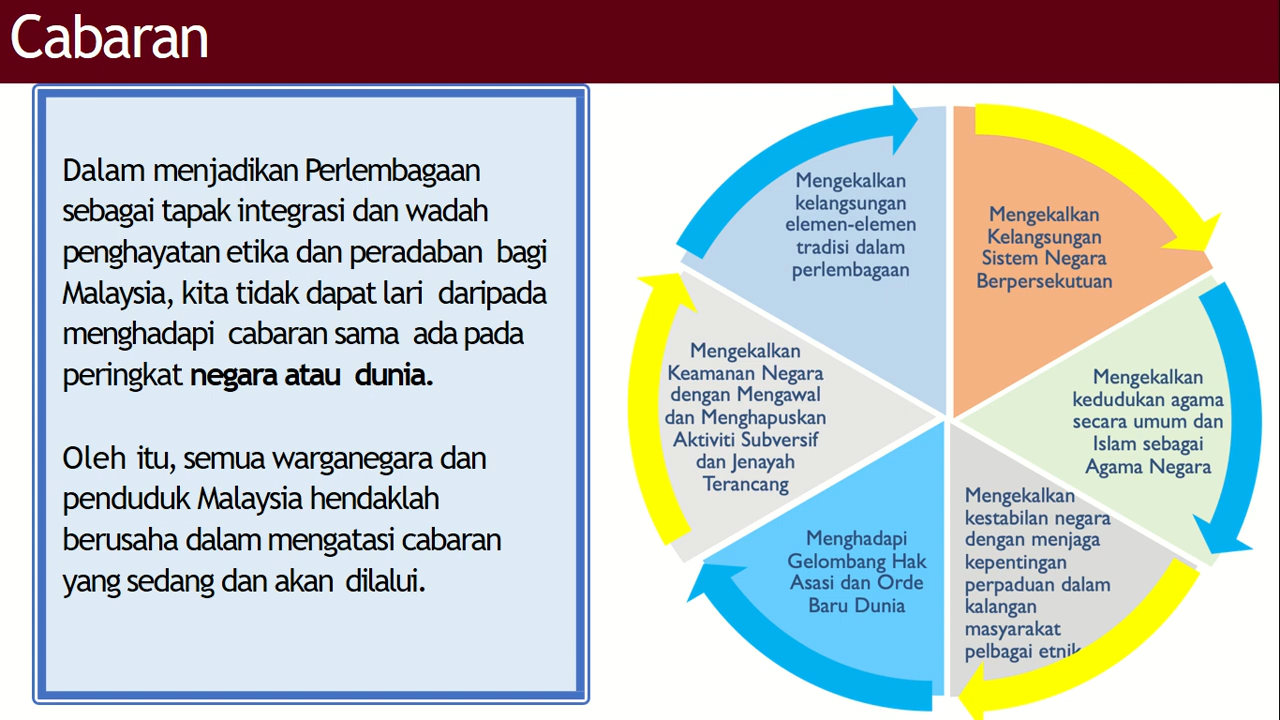 Cabaran
Dalam menjadikan Perlembagaan
sebagai tapak integrasi dan wadah
penghayatan etika dan peradaban bagi
Malaysia, kita tidak dapat lari daripada
menghadapi cabaran sama ada pada
peringkat negara atau dunia.
Oleh itu, semua warganegara dan
penduduk Malaysia hendaklah
berusaha dalam mengatasi cabaran
yang sedang dan akan dilalui.
Mengekalkan
kelangsungan
elemen-elemen
tradisi dalam
perlembagaan
Mengekalkan
Kelangsungan
Sistem Negara
Berpersekutuan
Mengekalkan
kedudukan agama
secara umum dan
Islam sebagai
Agama Negara
Mengekalkan
kestabilan negara
dengan menjaga
kepentingan
perpaduan dalam
kalangan
masyarakat
pelbagai etnik
Menghadapi
Gelombang Hak
Asasi dan Orde
Baru Dunia
Mengekalkan
Keamanan Negara
dengan Mengawal
dan Menghapuskan
Aktiviti Subversif
dan Jenayah
Terancang